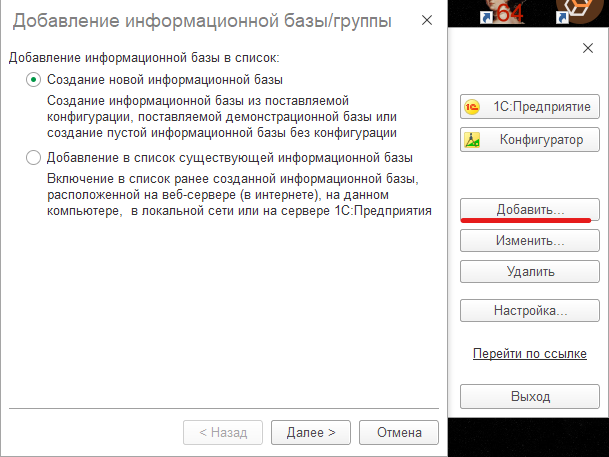 Добавление информационной базы/группы
Добавление информационной базы в список:
Создание новой информационной базы
Создание информационной базы из поставляемой
конфигурации, поставляемой демонстрационной базы или
создание пустой информационной базы без конфигурации
Добавление в список существующей информационной базы
Включение в список ранее созданной информационной базы,
расположенной на веб-сервере (в интернете), на данном
компьютере, в локальной сети или на сервере 1С:Предприятия
< Назад
Далее >
Отмена
64
1С:Предприятие
Конфигуратор
Добавить...
Изменить...
Удалить
Настройка...
Перейти по ссылке
Выход